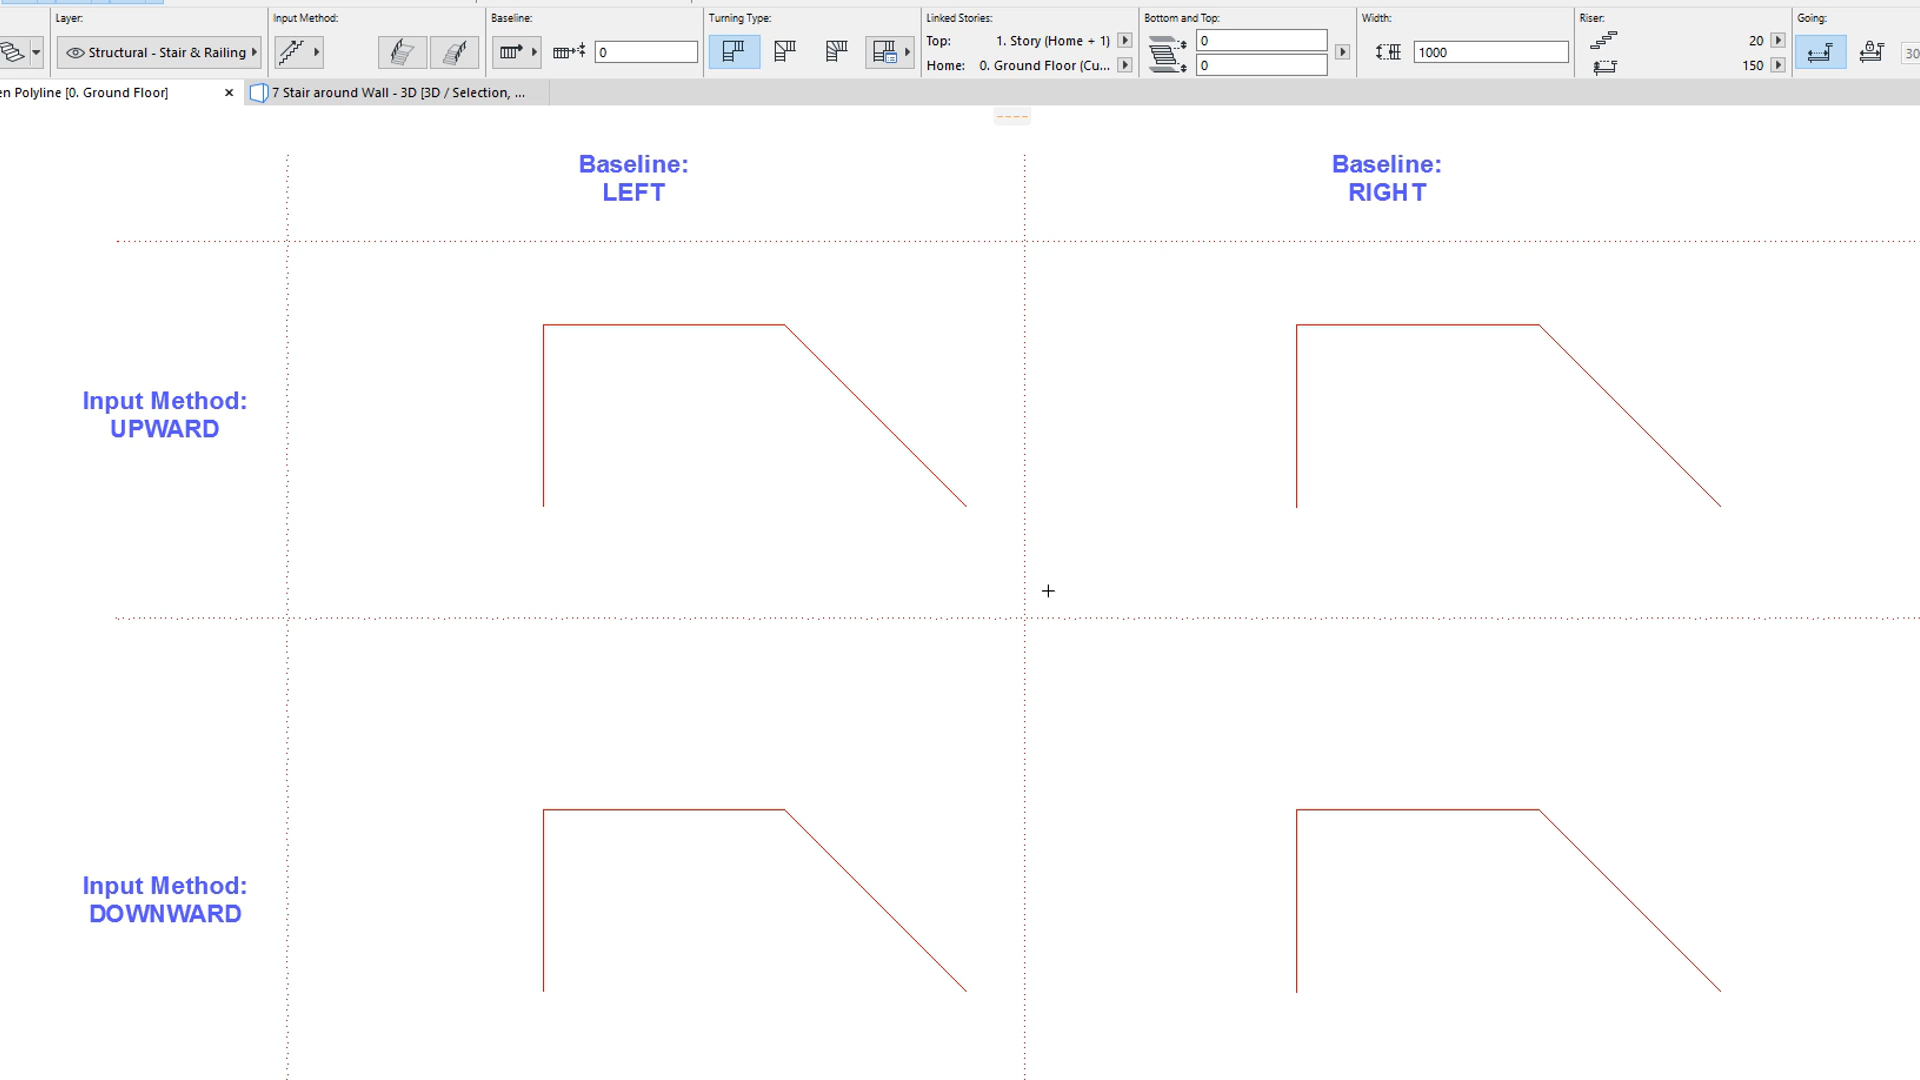 Layer:
Input Method:
Baseline:
Turning Type:
Linked Stories:
Bottom and Top:
Width:
Riser:
Going:
Structural - Stair & Railing
0
Top: 1. Story (Home + 1)
Home: 0. Ground Floor (Cu...
0
0
1000
20
150
30
en Polyline [0. Ground Floor]
7 Stair around Wall - 3D [3D / Selection, ...
Baseline:
LEFT
Baseline:
RIGHT
Input Method:
UPWARD
Input Method:
DOWNWARD